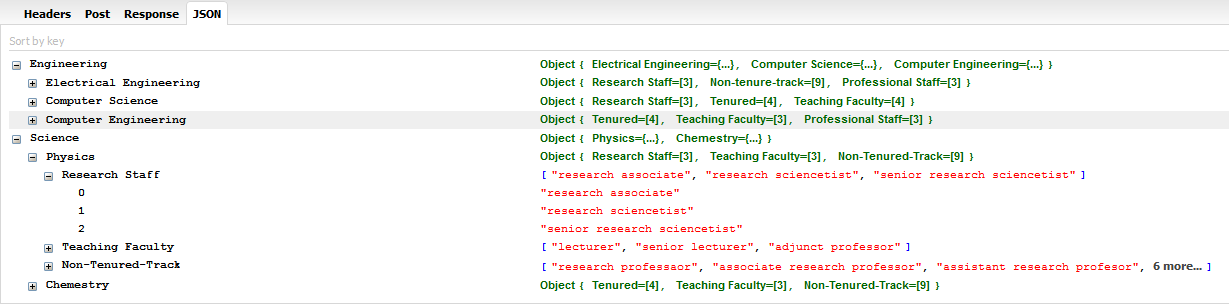 Headers Post Response JSON
Sort by key
Engineering Object { Electrical Engineering={...}, Computer Science={...}, Computer Engineering={...} }
Electrical Engineering Object { Research Staff=[3], Non-tenure-track=[9], Professional Staff=[3] }
Computer Science Object { Research Staff=[3], Tenured=[4], Teaching Faculty=[4] }
Computer Engineering Object { Tenured=[4], Teaching Faculty=[3], Professional Staff=[3] }
Science Object { Physics={...}, Chemestry={...} }
Physics Object { Research Staff=[3], Teaching Faculty=[3], Non-Tenured-Track=[9] }
Research Staff ["research associate", "research sciencetist", "senior research sciencetist"]
0 "research associate"
1 "research sciencetist"
2 "senior research sciencetist"
Teaching Faculty ["lecturer", "senior lecturer", "adjunct professor"]
Non-Tenured-Track ["research professaor", "associate research professor", "assistant research profesor", 6 more... ]
Chemestry Object { Tenured=[4], Teaching Faculty=[3], Non-Tenured-Track=[9] }